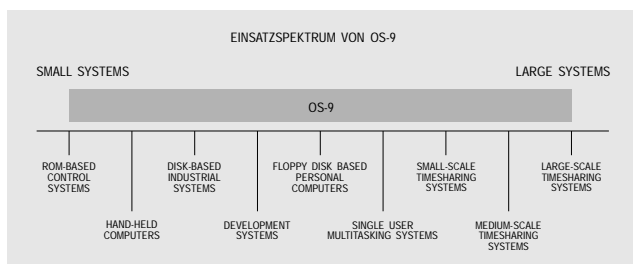 EINSATZSPEKTRUM VON OS-9
SMALL SYSTEMS
LARGE SYSTEMS
OS-9
ROM-BASED
CONTROL
SYSTEMS
HAND-HELD
COMPUTERS
DISK-BASED
INDUSTRIAL
SYSTEMS
DEVELOPMENT
SYSTEMS
FLOPPY DISK BASED
PERSONAL
COMPUTERS
SINGLE USER
MULTITASKING SYSTEMS
SMALL-SCALE
TIMESHARING
SYSTEMS
MEDIUM-SCALE
TIMESHARING
SYSTEMS
LARGE-SCALE
TIMESHARING
SYSTEMS